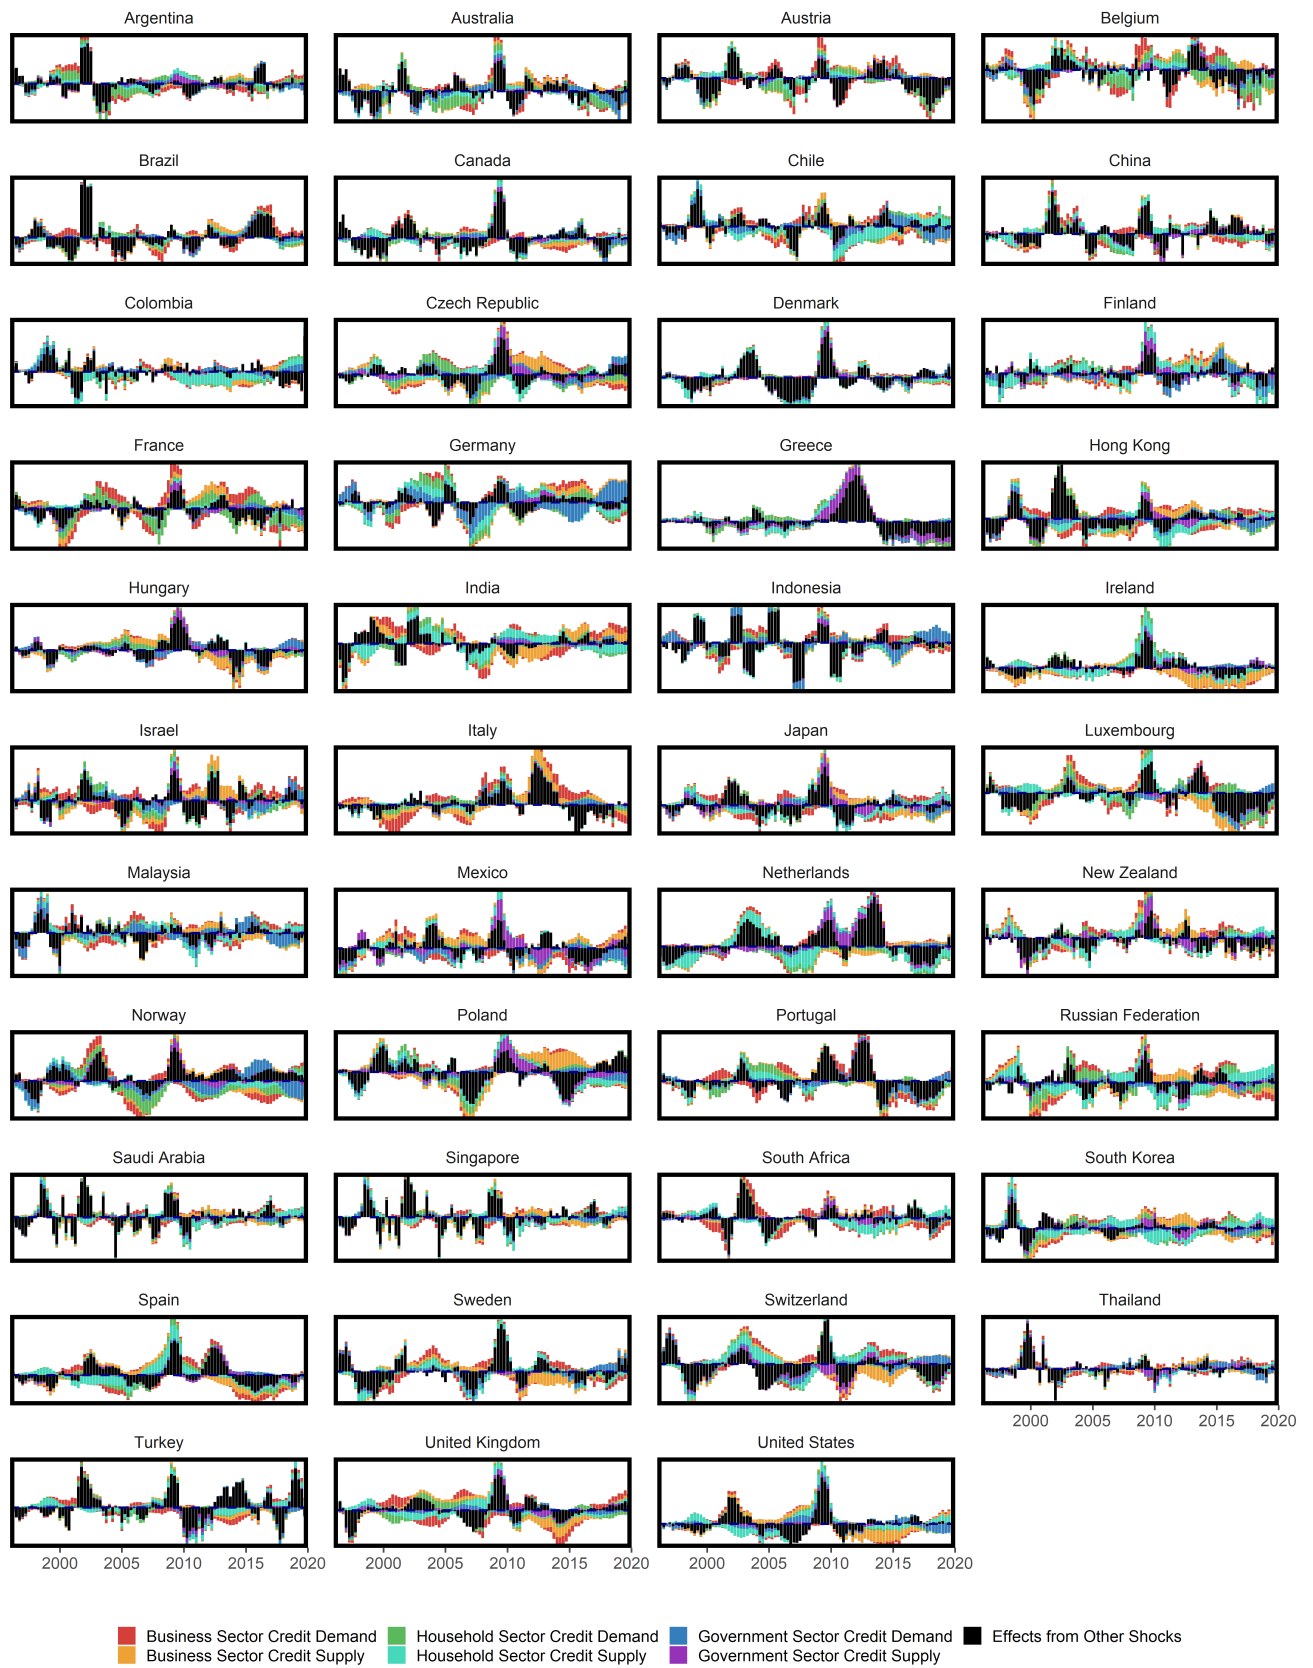 Argentina Australia Austria Belgium
Brazil Canada Chile China
Colombia Czech Republic Denmark Finland
France Germany Greece Hong Kong
Hungary India Indonesia Ireland
Israel Italy Japan Luxembourg
Malaysia Mexico Netherlands New Zealand
Norway Poland Portugal Russian Federation
Saudi Arabia Singapore South Africa South Korea
Spain Sweden Switzerland Thailand
2000 2005 2010 2015 2020
Turkey United Kingdom United States
2000 2005 2010 2015 2020 2000 2005 2010 2015 2020 2000 2005 2010 2015 2020
Business Sector Credit Demand Household Sector Credit Demand Government Sector Credit Demand Effects from Other Shocks
Business Sector Credit Supply Household Sector Credit Supply Government Sector Credit Supply